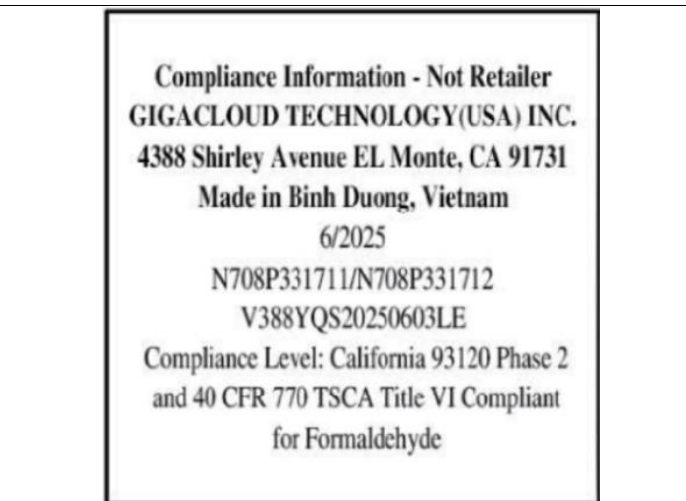 Compliance Information - Not Retailer
GIGACLOUD TECHNOLOGY(USA) INC.
4388 Shirley Avenue EL Monte, CA 91731
Made in Binh Duong, Vietnam
6/2025
N708P331711/N708P331712
V388YQS20250603LE
Compliance Level: California 93120 Phase 2
and 40 CFR 770 TSCA Title VI Compliant
for Formaldehyde